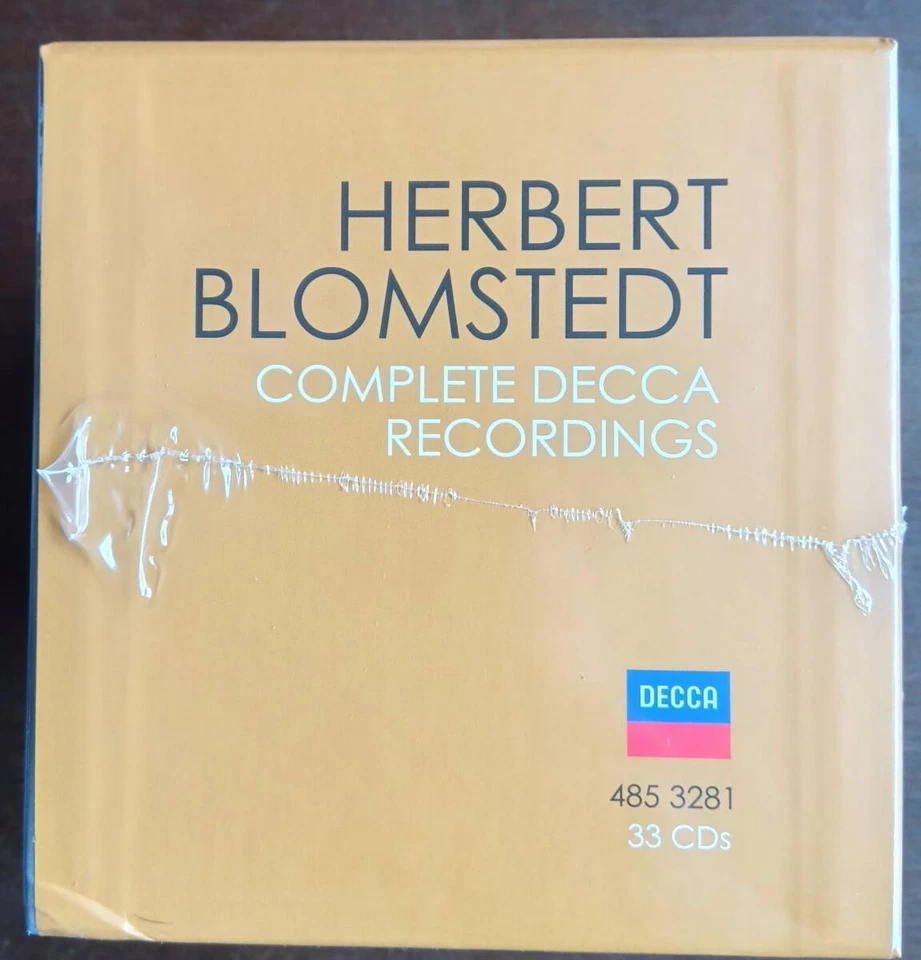 HERBERT
BLOMSTEDT
COMPLETE DECCA
RECORDINGS
DECCA
485 3281
33 CDs